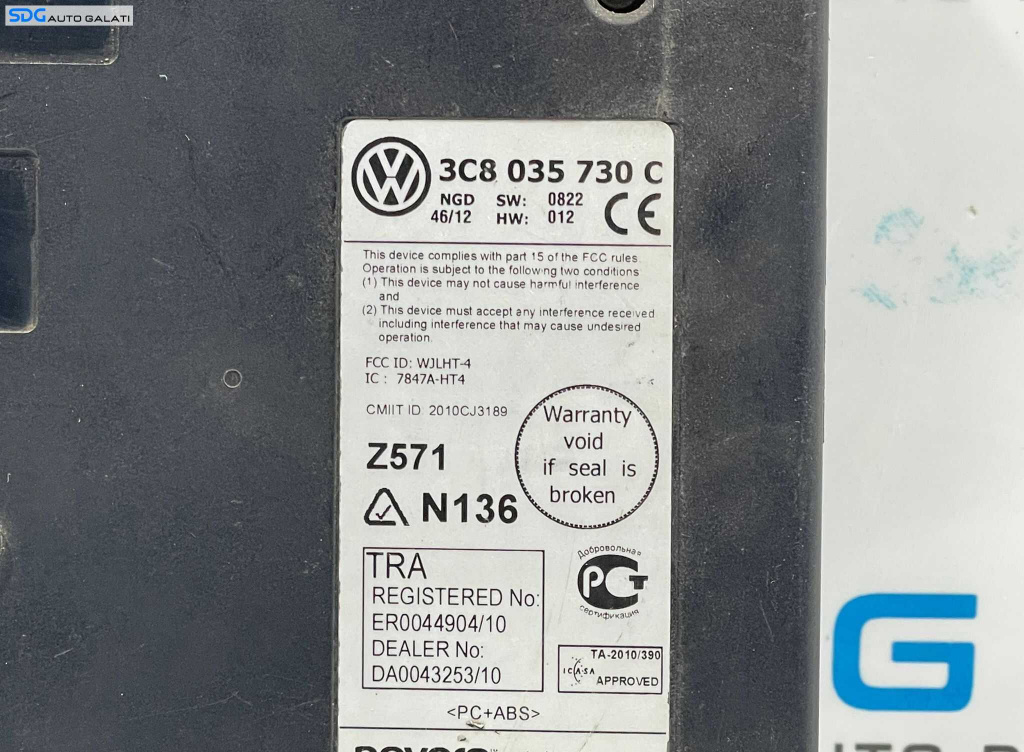 SDG AUTO GALATI
3C8 035 730 C
NGD SW: 0822
46/12 HW: 012
CE
This device complies with part 15 of the FCC rules.
Operation is subject to the following two conditions
(1) This device may not cause harmful interference
and
(2) This device must accept any interference received
including interference that may cause undesired
operation.
FCC ID: WJLHT-4
IC : 7847A-HT4
CMIIT ID: 2010CJ3189
Warranty
void
if seal is
broken
Z571
N136
TRA
REGISTERED No:
ER0044904/10
DEALER No:
DA0043253/10
Добровольная
РСТ
сертификация
TA-2010/390
ICASA
APPROVED
<PC+ABS>
G